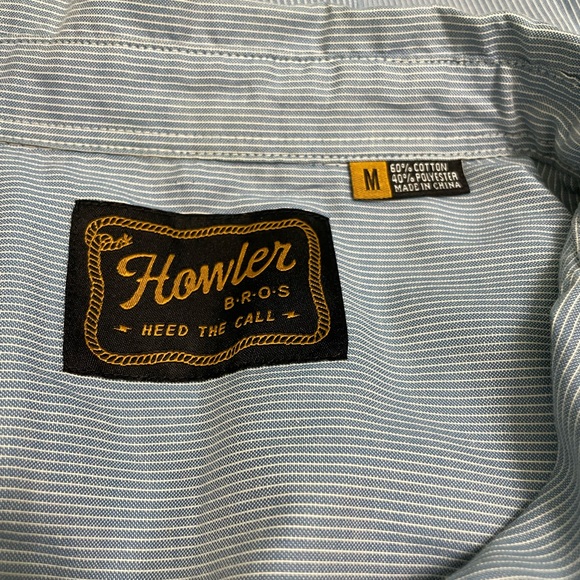 Howler
B·R·O·S
HEED THE CALL
M
60% COTTON
40% POLYESTER
MADE IN CHINA